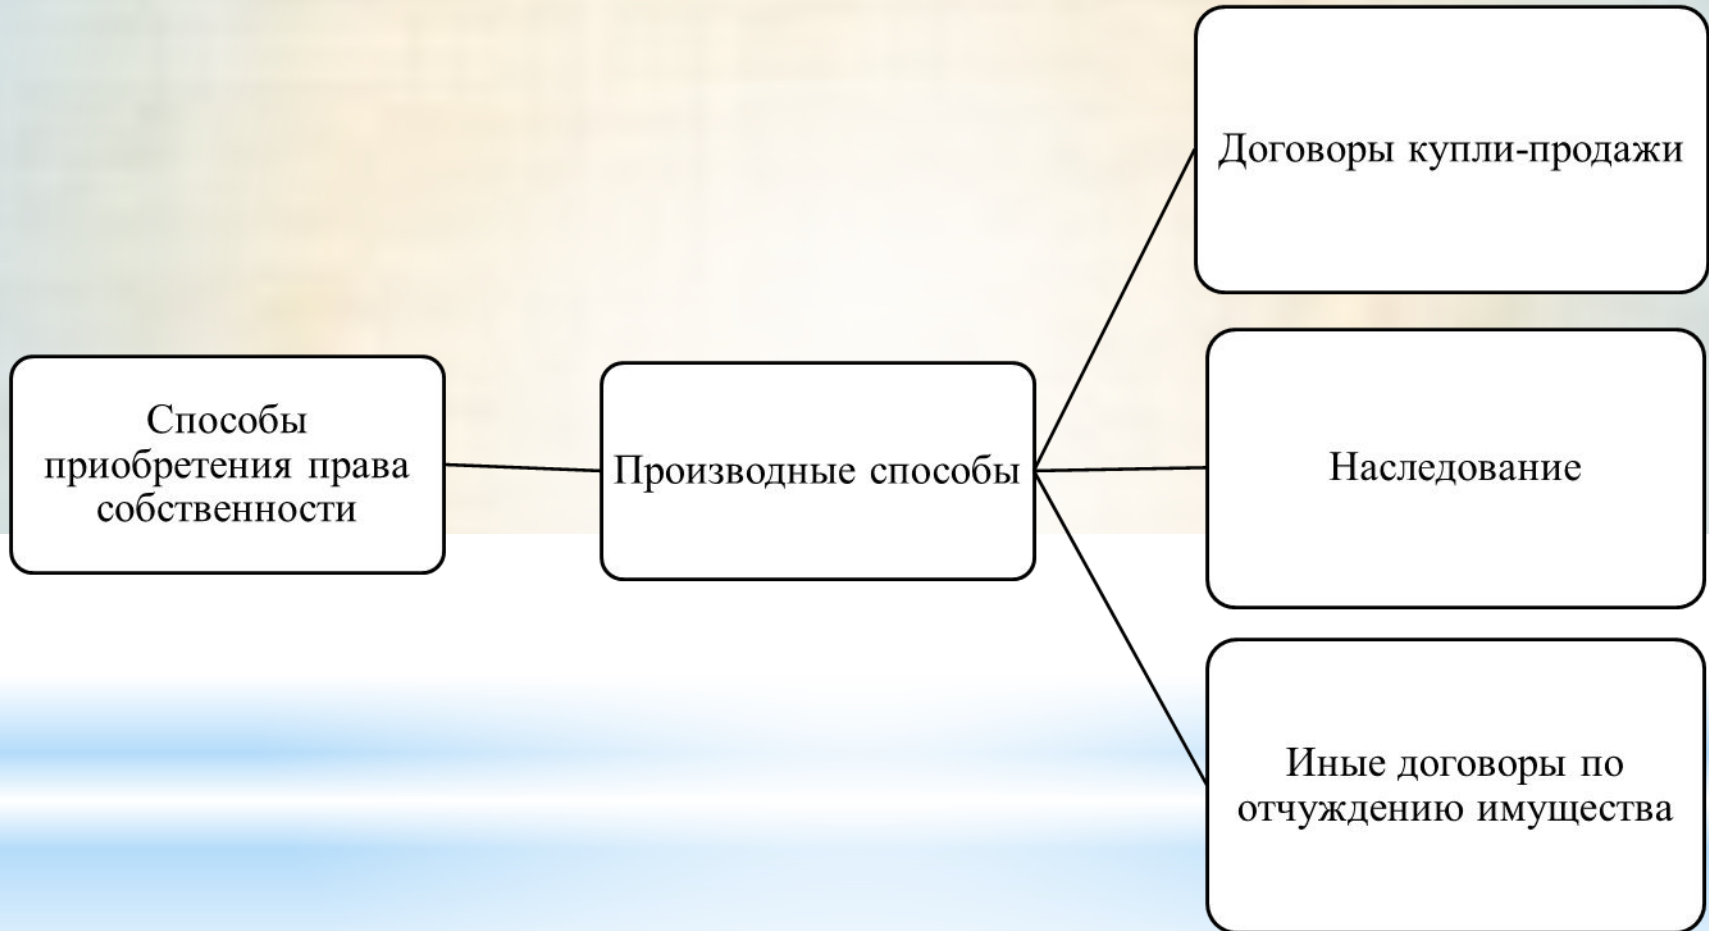 Договоры купли-продажи
Способы
приобретения права
собственности
Производные способы
Наследование
Иные договоры по
отчуждению имущества